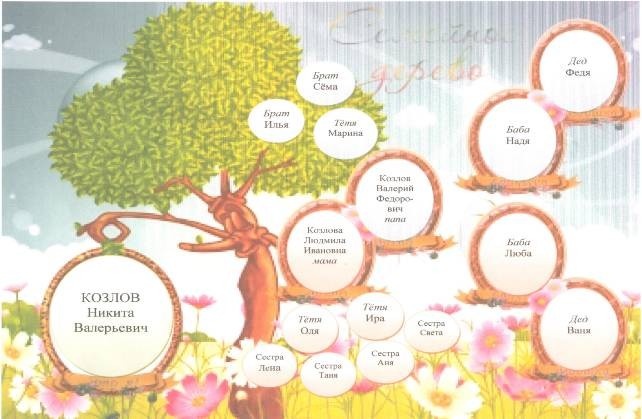 Семейное
дерево
Дед
Федя
Брат
Сёма
Брат
Илья
Тётя
Марина
Баба
Надя
Козлов
Валерий
Федоро-
вич
папа
Козлова
Людмила
Ивановна
мама
Баба
Люба
КОЗЛОВ
Никита
Валерьевич
Тётя
Оля
Тётя
Ира
Сестра
Света
Дед
Ваня
Сестра
Лена
Сестра
Таня
Сестра
Аня